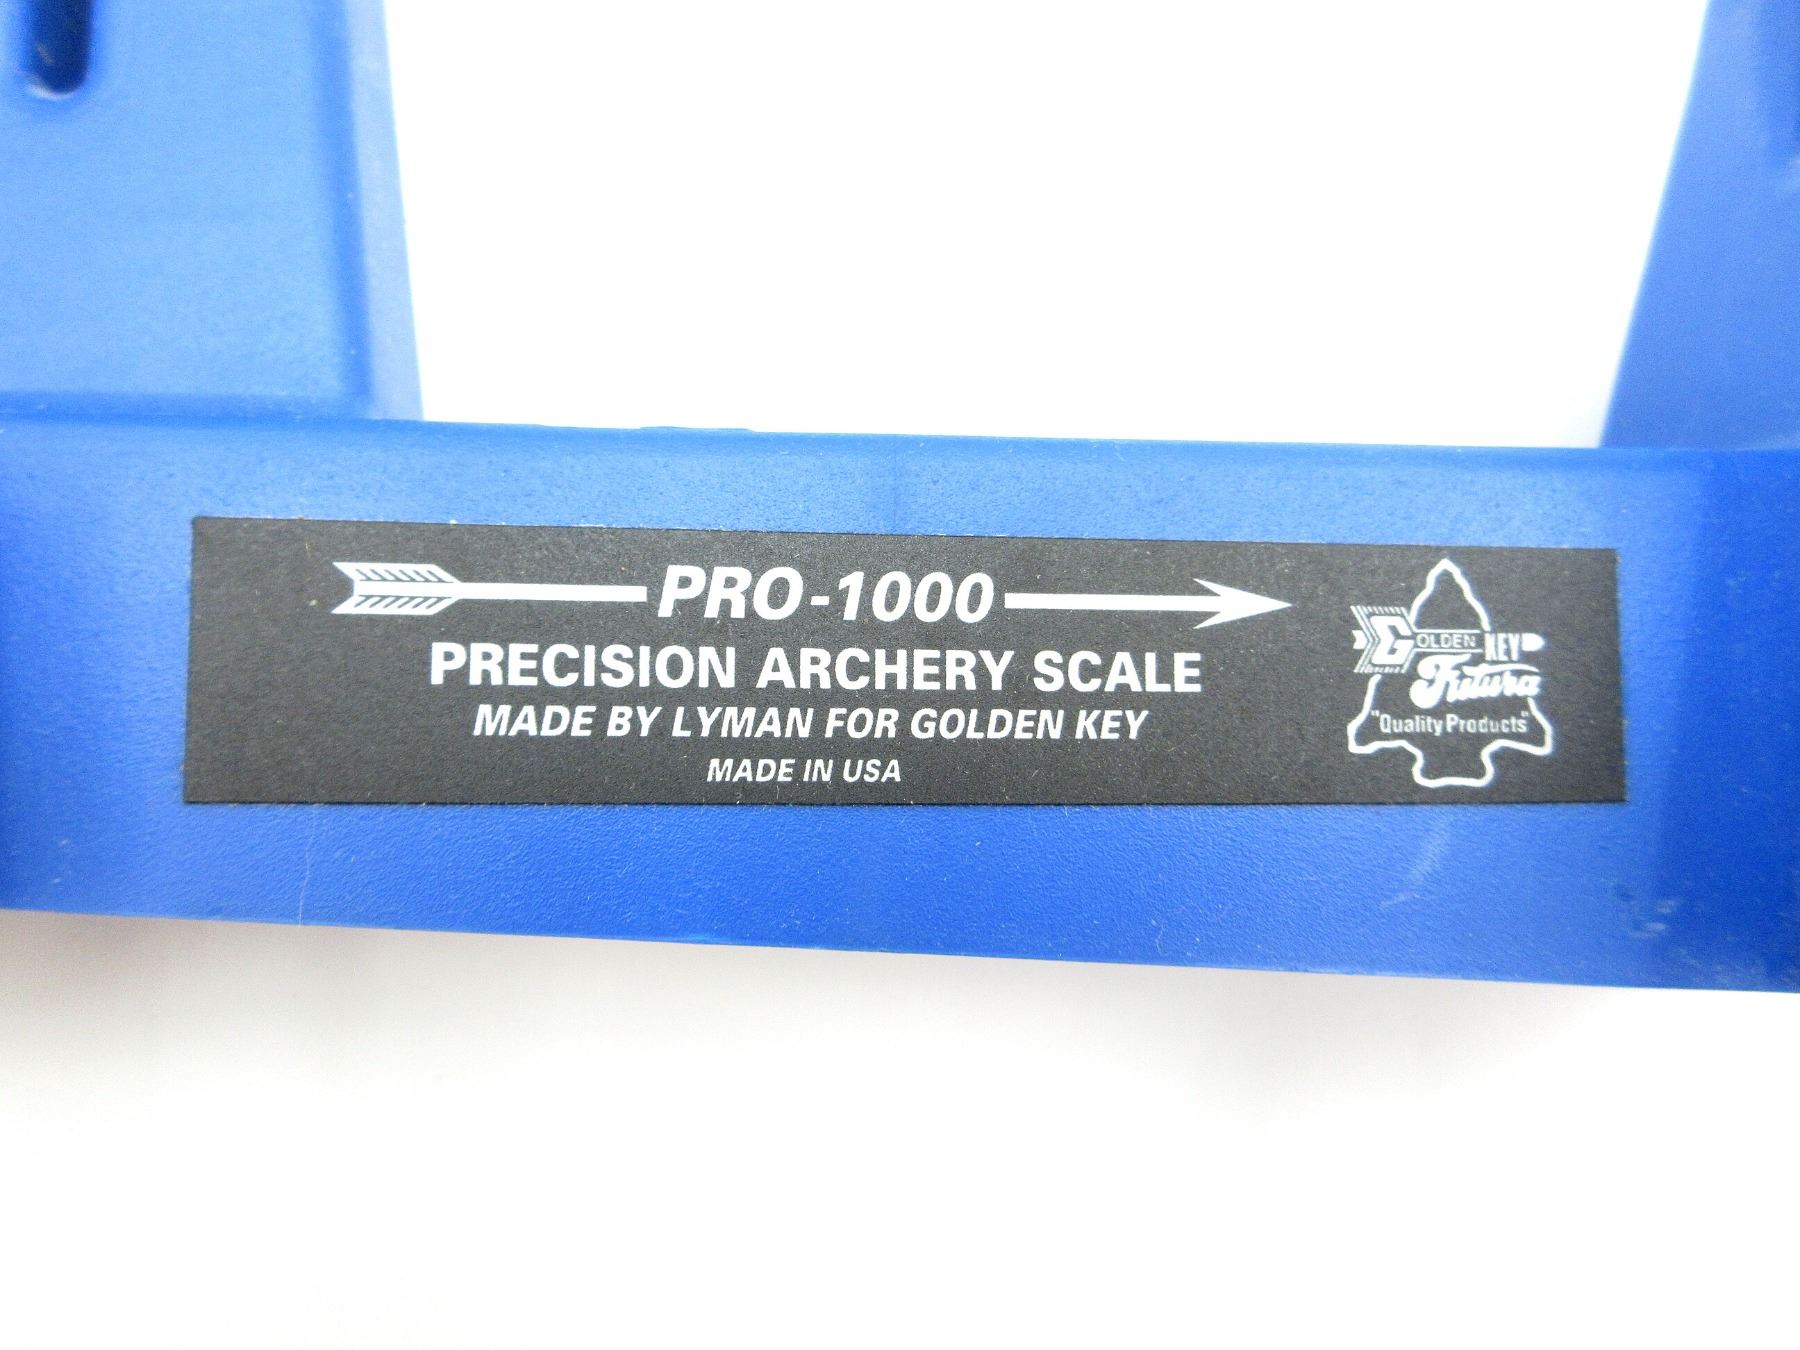 PRO-1000
PRECISION ARCHERY SCALE
MADE BY LYMAN FOR GOLDEN KEY
MADE IN USA
GOLDEN KEY
Futura
"Quality Products"